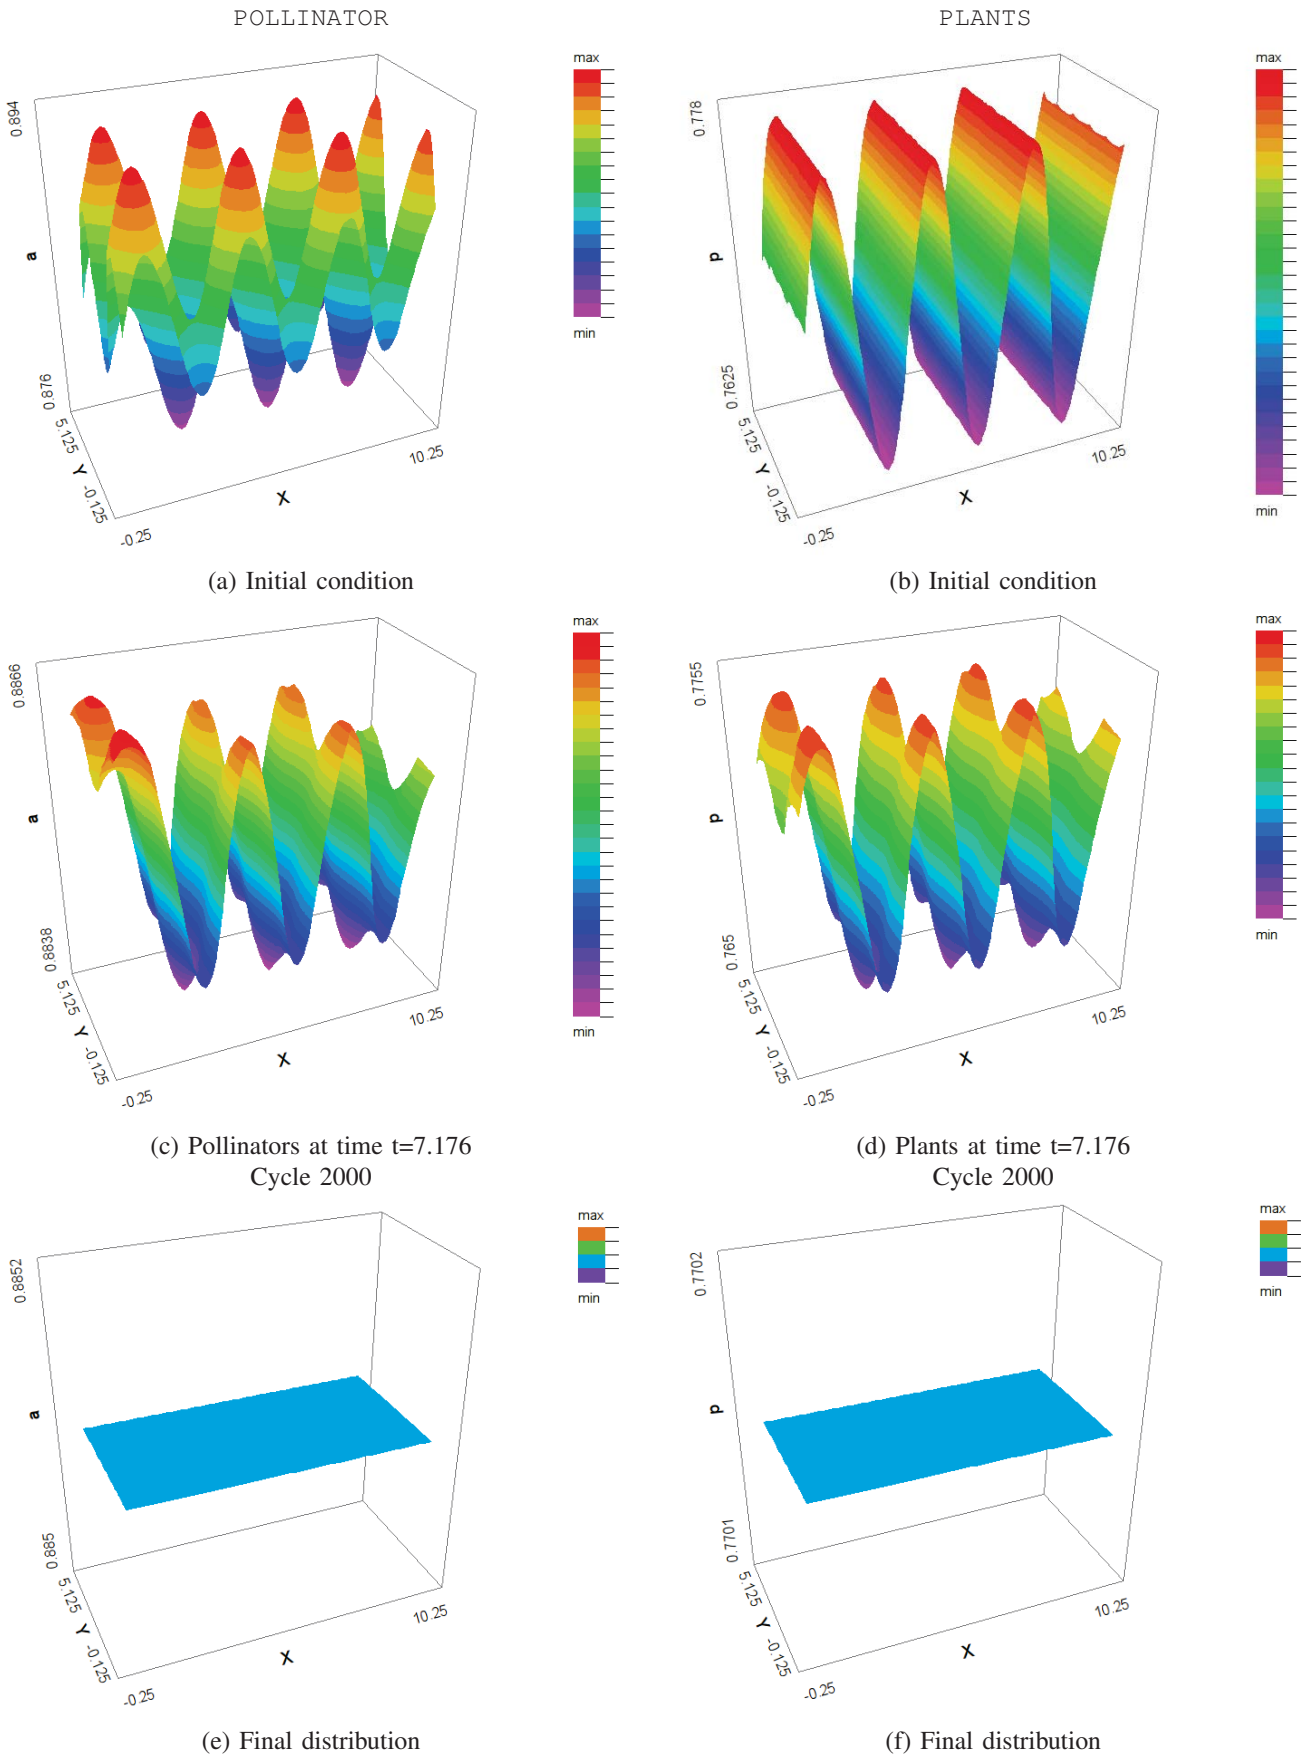 POLLINATOR
PLANTS
0.894
a
0.876
5.125
Y
-0.125
-0.25
X
10.25
max
min
0.778
p
0.7625
5.125
Y
-0.125
-0.25
X
10.25
max
min
(a) Initial condition
(b) Initial condition
0.8866
a
0.8838
5.125
Y
-0.125
-0.25
X
10.25
max
min
0.7755
p
0.765
5.125
Y
-0.125
-0.25
X
10.25
max
min
(c) Pollinators at time t=7.176
Cycle 2000
(d) Plants at time t=7.176
Cycle 2000
0.8852
a
0.885
5.125
Y
-0.125
-0.25
X
10.25
max
min
0.7702
p
0.7701
5.125
Y
-0.125
-0.25
X
10.25
max
min
(e) Final distribution
(f) Final distribution